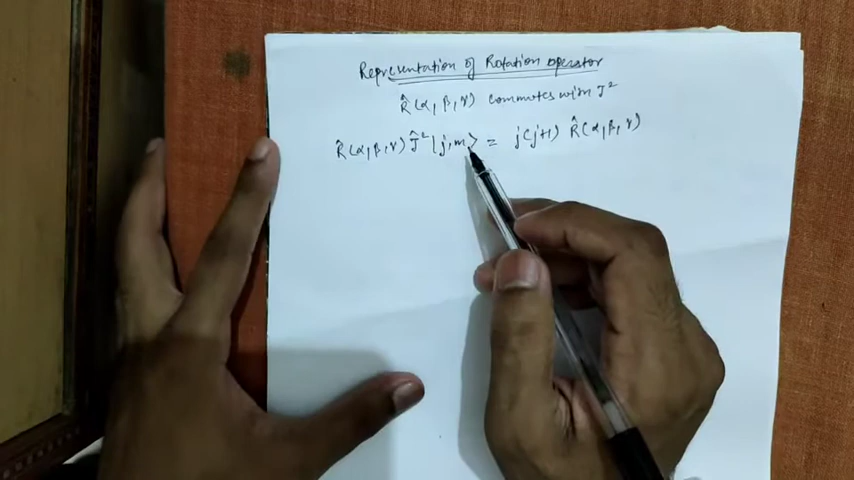 Representation of Rotation operator
R̂(α,β,γ) commutes with J²
R̂(α,β,γ) Ĵ² |j,m> = j(j+1) R̂(α,β,γ)